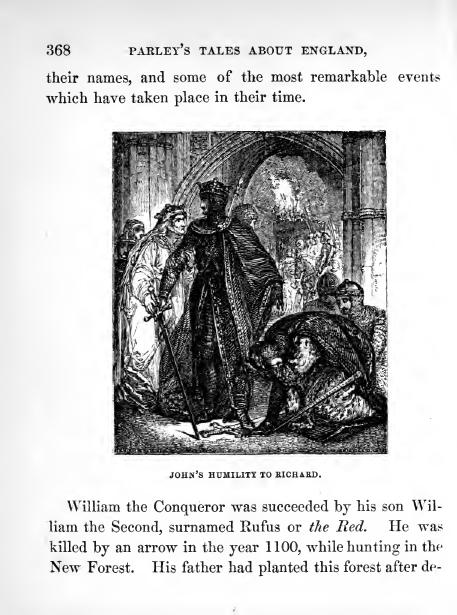 368 PARLEY'S TALES ABOUT ENGLAND,
their names, and some of the most remarkable events
which have taken place in their time.
JOHN'S HUMILITY TO RICHARD.
William the Conqueror was succeeded by his son Wil-
liam the Second, surnamed Rufus or the Red. He was
killed by an arrow in the year 1100, while hunting in the
New Forest. His father had planted this forest after de-